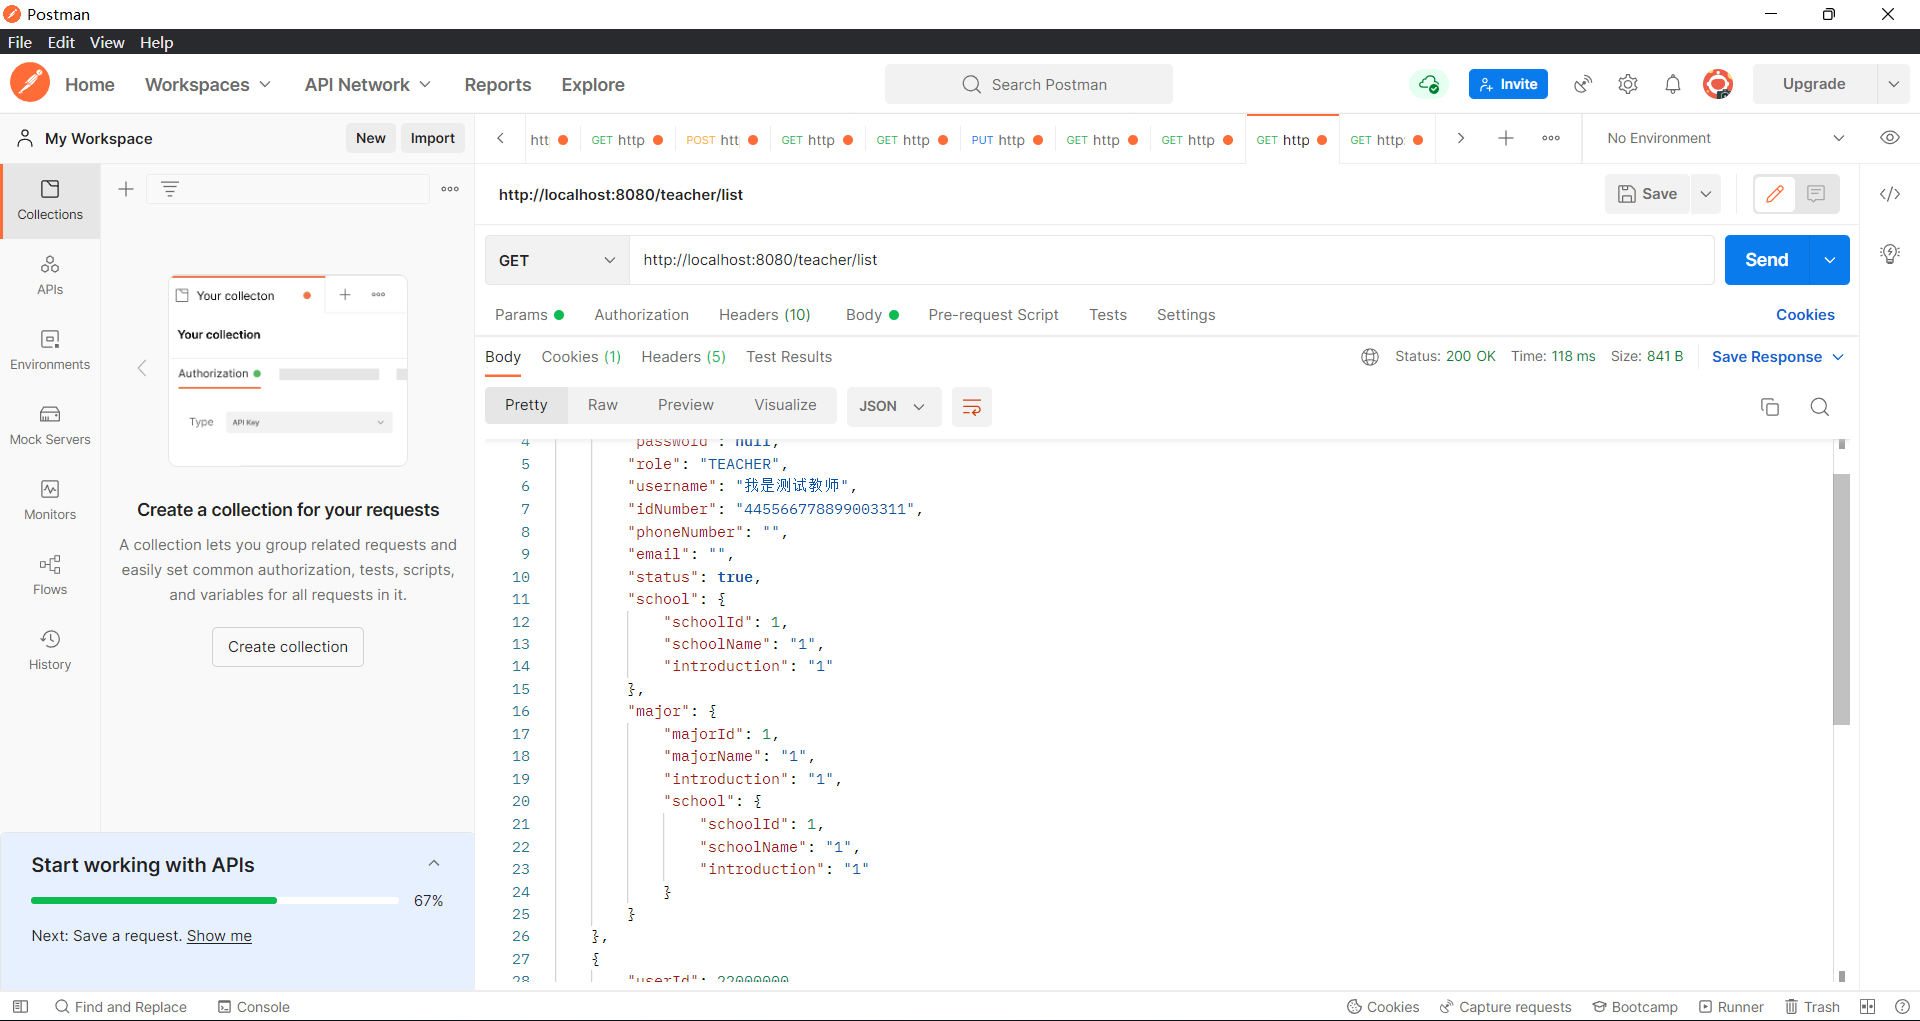 Postman
File Edit View Help
Home Workspaces API Network Reports Explore Search Postman Invite Upgrade
My Workspace New Import
htt GET http POST htt GET http GET http PUT http GET http GET http GET http GET http No Environment
Collections
APIs
Environments
Mock Servers
Monitors
Flows
History
Your collecton
Your collection
Authorization
Type API Key
Create a collection for your requests
A collection lets you group related requests and
easily set common authorization, tests, scripts,
and variables for all requests in it.
Create collection
Start working with APIs
67%
Next: Save a request. Show me
http://localhost:8080/teacher/list Save
GET http://localhost:8080/teacher/list Send
Params Authorization Headers (10) Body Pre-request Script Tests Settings Cookies
Body Cookies (1) Headers (5) Test Results Status: 200 OK Time: 118 ms Size: 841 B Save Response
Pretty Raw Preview Visualize JSON
4 "password": null,
5 "role": "TEACHER",
6 "username": "我是测试教师",
7 "idNumber": "445566778899003311",
8 "phoneNumber": "",
9 "email": "",
10 "status": true,
11 "school": {
12 "schoolId": 1,
13 "schoolName": "1",
14 "introduction": "1"
15 },
16 "major": {
17 "majorId": 1,
18 "majorName": "1",
19 "introduction": "1",
20 "school": {
21 "schoolId": 1,
22 "schoolName": "1",
23 "introduction": "1"
24 }
25 }
26 },
27 {
28 "userId": 22000000
Find and Replace Console Cookies Capture requests Bootcamp Runner Trash